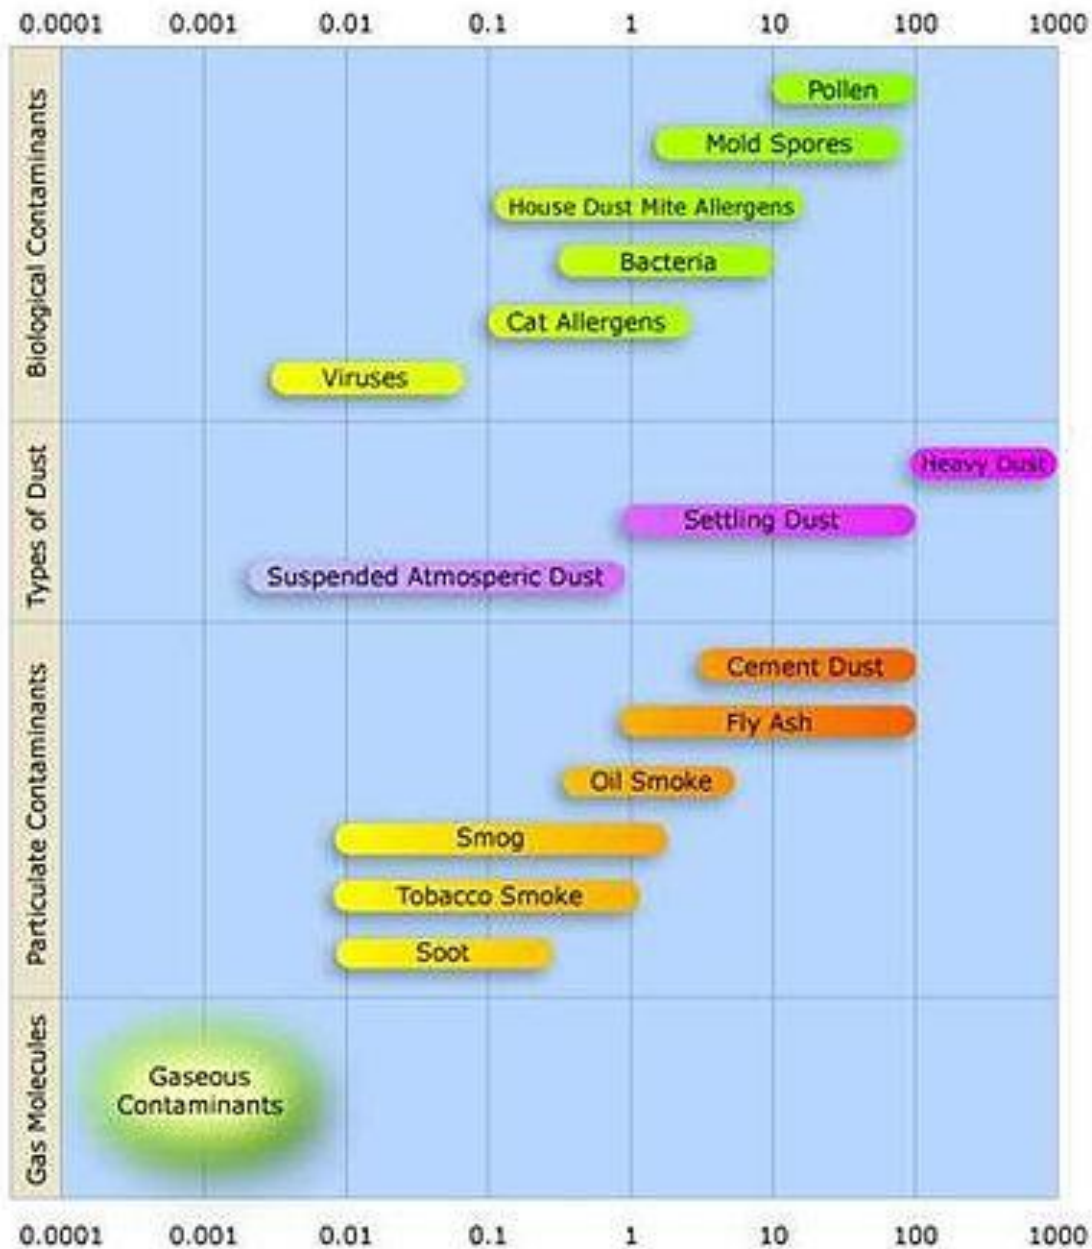 0.0001 0.001 0.01 0.1 1 10 100 1000
Biological Contaminants
Pollen
Mold Spores
House Dust Mite Allergens
Bacteria
Cat Allergens
Viruses
Types of Dust
Heavy Dust
Settling Dust
Suspended Atmosperic Dust
Particulate Contaminants
Cement Dust
Fly Ash
Oil Smoke
Smog
Tobacco Smoke
Soot
Gas Molecules
Gaseous
Contaminants
0.0001 0.001 0.01 0.1 1 10 100 1000